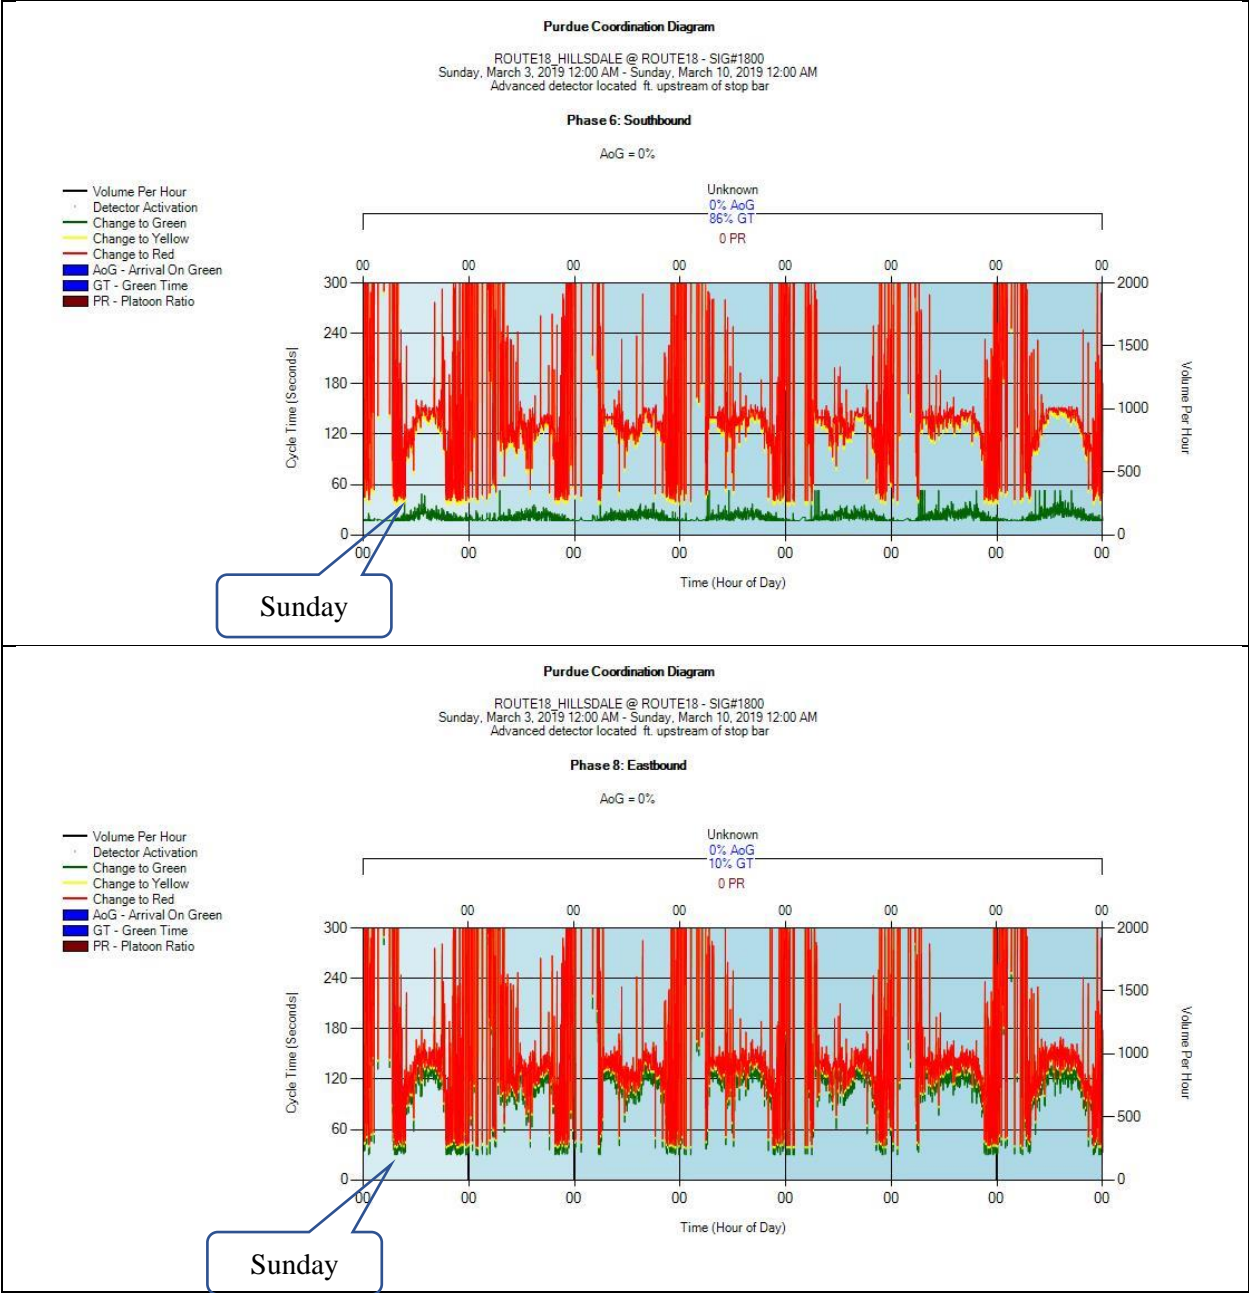 Purdue Coordination Diagram
ROUTE18_HILLSDALE @ ROUTE18 - SIG#1800
Sunday, March 3, 2019 12:00 AM - Sunday, March 10, 2019 12:00 AM
Advanced detector located ft. upstream of stop bar
Phase 6: Southbound
AoG = 0%
Volume Per Hour
Detector Activation
Change to Green
Change to Yellow
Change to Red
AoG - Arrival On Green
GT - Green Time
PR - Platoon Ratio
Unknown
0% AoG
86% GT
0 PR
00 00 00 00 00 00 00 00
300 2000
240 1500
180 1000
120 500
60
0 0
Cycle Time [Seconds]
Volume Per Hour
00 00 00 00 00 00 00 00
Time (Hour of Day)
Sunday
Purdue Coordination Diagram
ROUTE18_HILLSDALE @ ROUTE18 - SIG#1800
Sunday, March 3, 2019 12:00 AM - Sunday, March 10, 2019 12:00 AM
Advanced detector located ft. upstream of stop bar
Phase 8: Eastbound
AoG = 0%
Volume Per Hour
Detector Activation
Change to Green
Change to Yellow
Change to Red
AoG - Arrival On Green
GT - Green Time
PR - Platoon Ratio
Unknown
0% AoG
10% GT
0 PR
00 00 00 00 00 00 00
300 2000
240 1500
180 1000
120 500
60
0 0
Cycle Time [Seconds]
Volume Per Hour
00 00 00 00 00 00 00 00
Time (Hour of Day)
Sunday